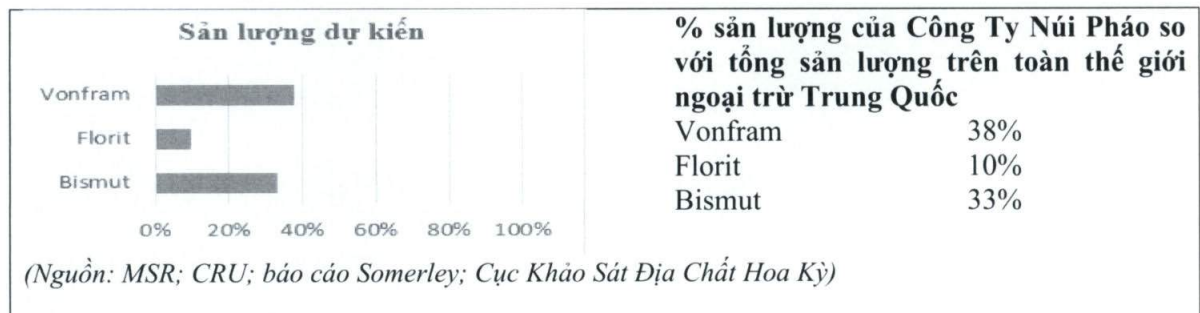 Sản lượng dự kiến
Vonfram
Florit
Bismut
0% 20% 40% 60% 80% 100%
% sản lượng của Công Ty Núi Pháo so
với tổng sản lượng trên toàn thế giới
ngoại trừ Trung Quốc
Vonfram 38%
Florit 10%
Bismut 33%
(Nguồn: MSR; CRU; báo cáo Somerley; Cục Khảo Sát Địa Chất Hoa Kỳ)